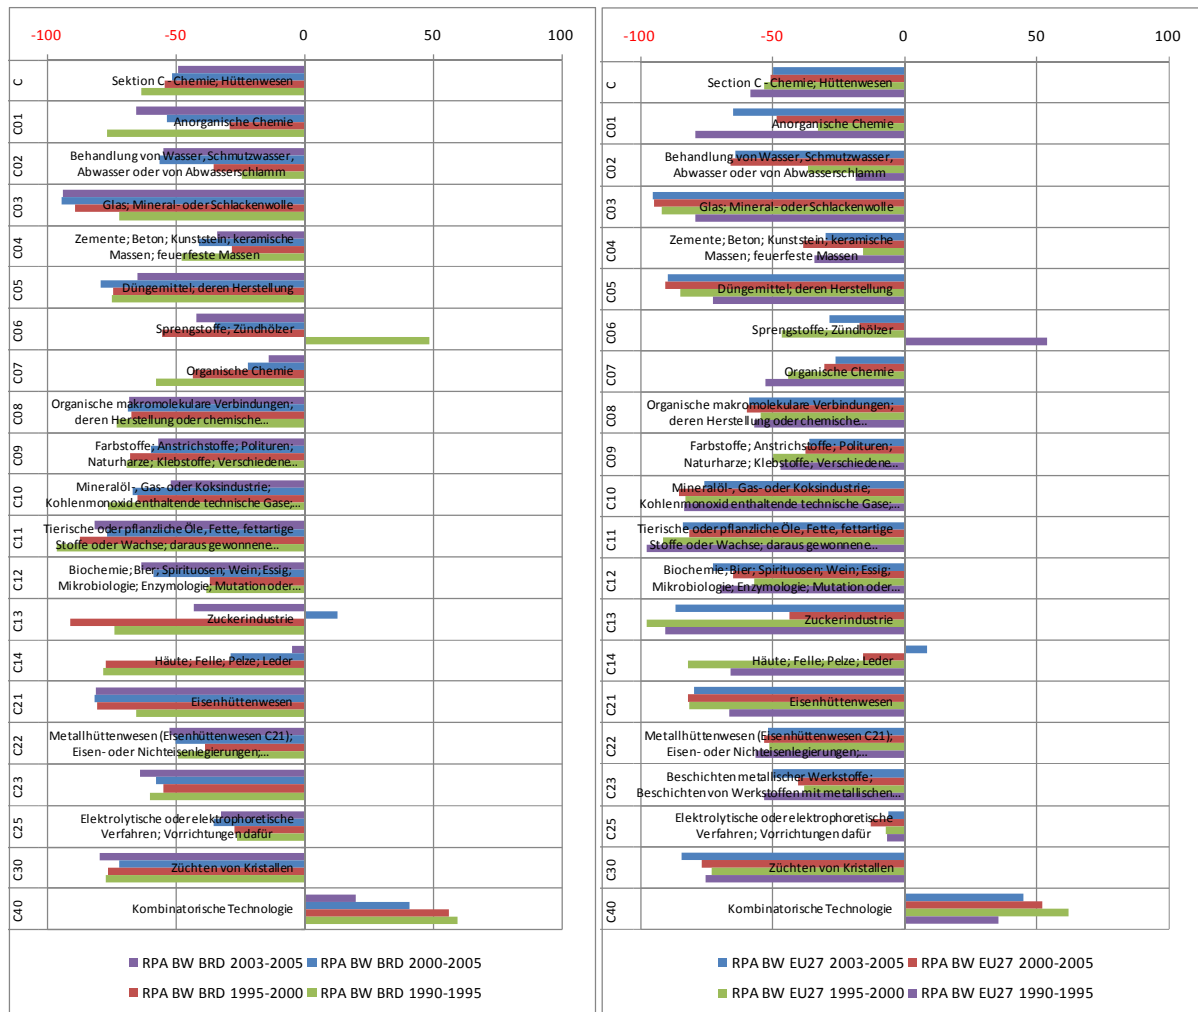 -100 -50 0 50 100
C Sektion C - Chemie; Hüttenwesen
C01 Anorganische Chemie
C02 Behandlung von Wasser, Schmutzwasser,
Abwasser oder von Abwasserschlamm
C03 Glas; Mineral- oder Schlackenwolle
C04 Zemente; Beton; Kunststein; keramische
Massen; feuerfeste Massen
C05 Düngemittel; deren Herstellung
C06 Sprengstoffe; Zündhölzer
C07 Organische Chemie
C08 Organische makromolekulare Verbindungen;
deren Herstellung oder chemische...
C09 Farbstoffe; Anstrichstoffe; Polituren;
Naturharze; Klebstoffe; Verschiedene...
C10 Mineralöl-, Gas- oder Koksindustrie;
Kohlenmonoxid enthaltende technische Gase;...
C11 Tierische oder pflanzliche Öle, Fette, fettartige
Stoffe oder Wachse; daraus gewonnene...
C12 Biochemie; Bier; Spirituosen; Wein; Essig;
Mikrobiologie; Enzymologie; Mutation oder...
C13 Zuckerindustrie
C14 Häute; Felle; Pelze; Leder
C21 Eisenhüttenwesen
C22 Metallhüttenwesen (Eisenhüttenwesen C21);
Eisen- oder Nichteisenlegierungen;...
C23
C25 Elektrolytische oder elektrophoretische
Verfahren; Vorrichtungen dafür
C30 Züchten von Kristallen
C40 Kombinatorische Technologie
RPA BW BRD 2003-2005 RPA BW BRD 2000-2005
RPA BW BRD 1995-2000 RPA BW BRD 1990-1995
-100 -50 0 50 100
C Section C - Chemie; Hüttenwesen
C01 Anorganische Chemie
C02 Behandlung von Wasser, Schmutzwasser,
Abwasser oder von Abwasserschlamm
C03 Glas; Mineral- oder Schlackenwolle
C04 Zemente; Beton; Kunststein; keramische
Massen; feuerfeste Massen
C05 Düngemittel; deren Herstellung
C06 Sprengstoffe; Zündhölzer
C07 Organische Chemie
C08 Organische makromolekulare Verbindungen;
deren Herstellung oder chemische...
C09 Farbstoffe; Anstrichstoffe; Polituren;
Naturharze; Klebstoffe; Verschiedene...
C10 Mineralöl-, Gas- oder Koksindustrie;
Kohlenmonoxid enthaltende technische Gase;...
C11 Tierische oder pflanzliche Öle, Fette, fettartige
Stoffe oder Wachse; daraus gewonnene...
C12 Biochemie; Bier; Spirituosen; Wein; Essig;
Mikrobiologie; Enzymologie; Mutation oder...
C13 Zuckerindustrie
C14 Häute; Felle; Pelze; Leder
C21 Eisenhüttenwesen
C22 Metallhüttenwesen (Eisenhüttenwesen C21);
Eisen- oder Nichteisenlegierungen;...
C23 Beschichten metallischer Werkstoffe;
Beschichten von Werkstoffen mit metallischen...
C25 Elektrolytische oder elektrophoretische
Verfahren; Vorrichtungen dafür
C30 Züchten von Kristallen
C40 Kombinatorische Technologie
RPA BW EU27 2003-2005 RPA BW EU27 2000-2005
RPA BW EU27 1995-2000 RPA BW EU27 1990-1995